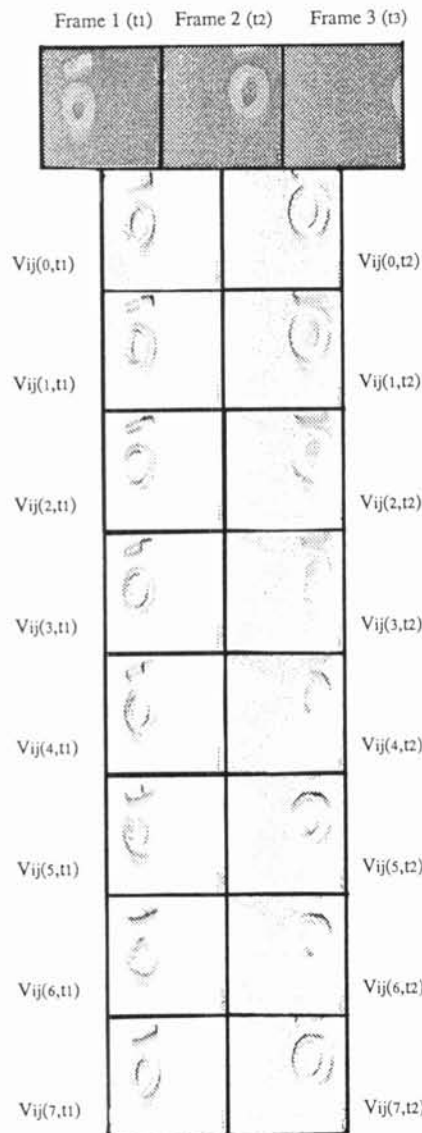 Frame 1 (t1) Frame 2 (t2) Frame 3 (t3)
Vij(0,t1) Vij(0,t2)
Vij(1,t1) Vij(1,t2)
Vij(2,t1) Vij(2,t2)
Vij(3,t1) Vij(3,t2)
Vij(4,t1) Vij(4,t2)
Vij(5,t1) Vij(5,t2)
Vij(6,t1) Vij(6,t2)
Vij(7,t1) Vij(7,t2)